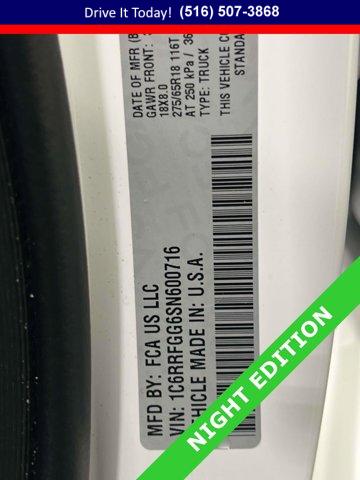 Drive It Today! (516) 507-3868
MFD BY: FCA US LLC
DATE OF MFR
GAWR FRONT:
18X8.0
275/65R18 116T
AT 250 kPa / 36
TYPE: TRUCK
THIS VEHICLE
STANDA
VIN: 1C6RRFGG6SN600716
VEHICLE MADE IN: U.S.A.
NIGHT EDITION